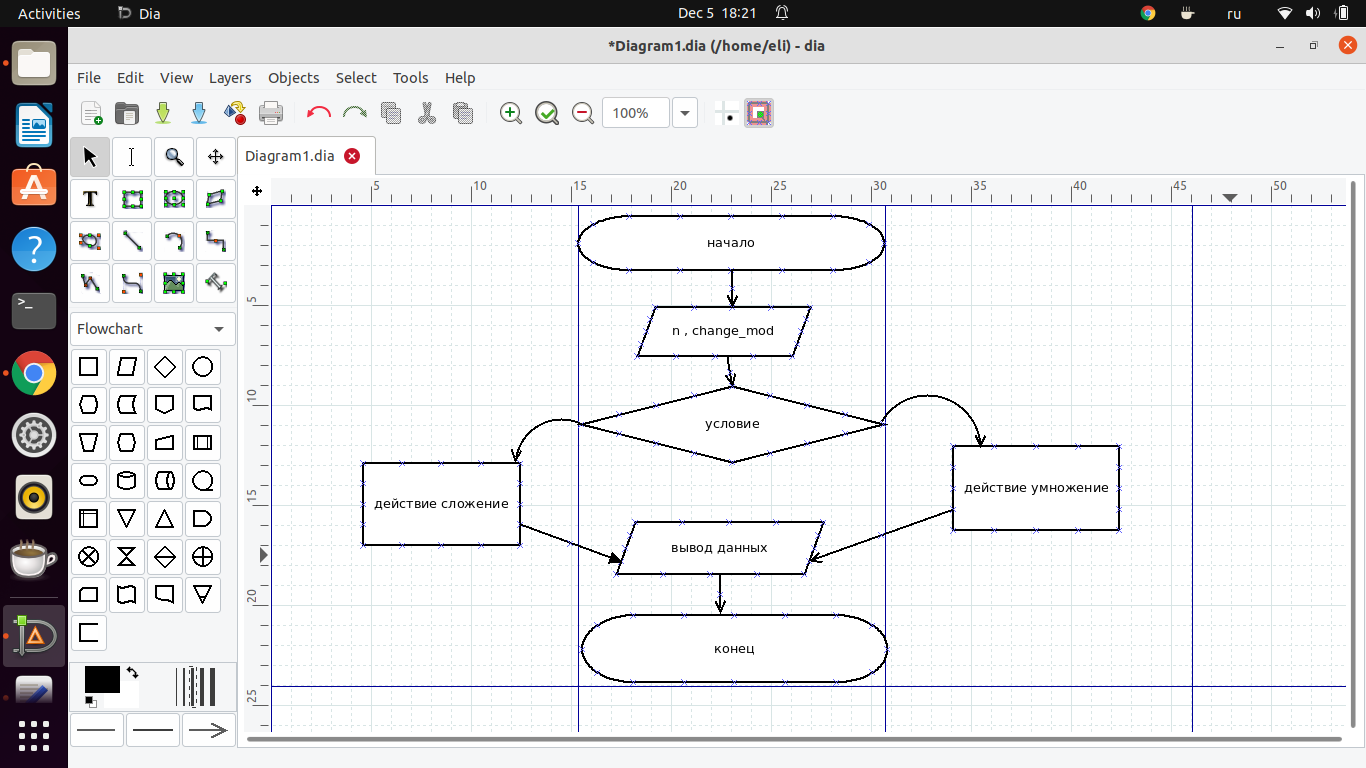 Activities
Dia
Dec 5 18:21
ru
*Diagram1.dia (/home/eli) - dia
File Edit View Layers Objects Select Tools Help
100%
Diagram1.dia
5 10 15 20 25 30 35 40 45 50
T
Flowchart
5
10
15
20
25
начало
n , change_mod
условие
действие сложение
действие умножение
вывод данных
конец